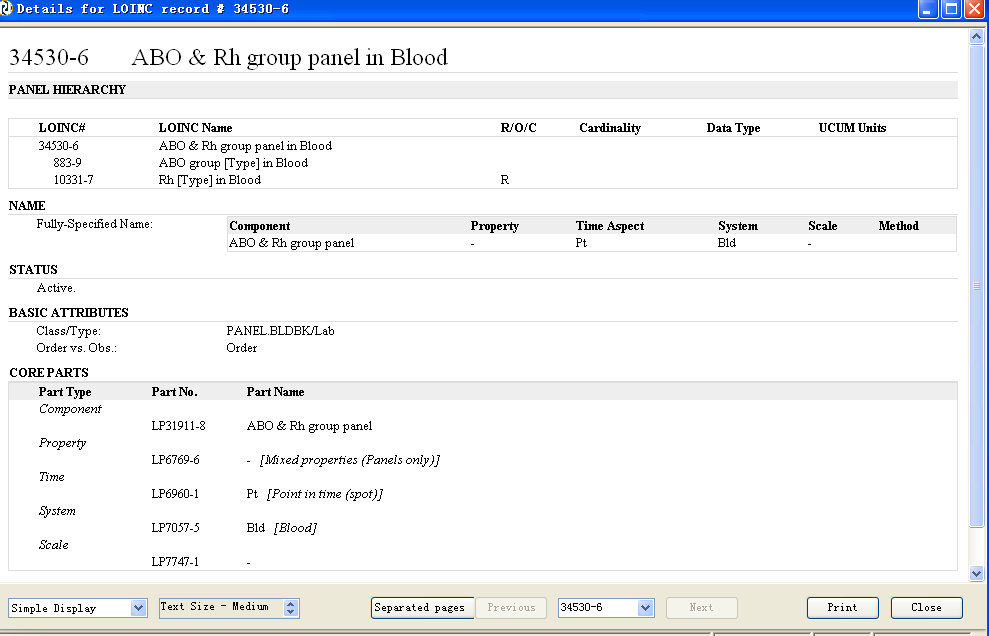 Details for LOINC record # 34530-6
34530-6 ABO & Rh group panel in Blood
PANEL HIERARCHY
LOINC# LOINC Name R/O/C Cardinality Data Type UCUM Units
34530-6 ABO & Rh group panel in Blood
883-9 ABO group [Type] in Blood
10331-7 Rh [Type] in Blood R
NAME
Fully-Specified Name: Component Property Time Aspect System Scale Method
ABO & Rh group panel - Pt Bld -
STATUS
Active.
BASIC ATTRIBUTES
Class/Type: PANEL.BLDBK/Lab
Order vs. Obs.: Order
CORE PARTS
Part Type Part No. Part Name
Component
LP31911-8 ABO & Rh group panel
Property
LP6769-6 - [Mixed properties (Panels only)]
Time
LP6960-1 Pt [Point in time (spot)]
System
LP7057-5 Bld [Blood]
Scale
LP7747-1 -
Simple Display Text Size - Medium Separated pages Previous 34530-6 Next Print Close